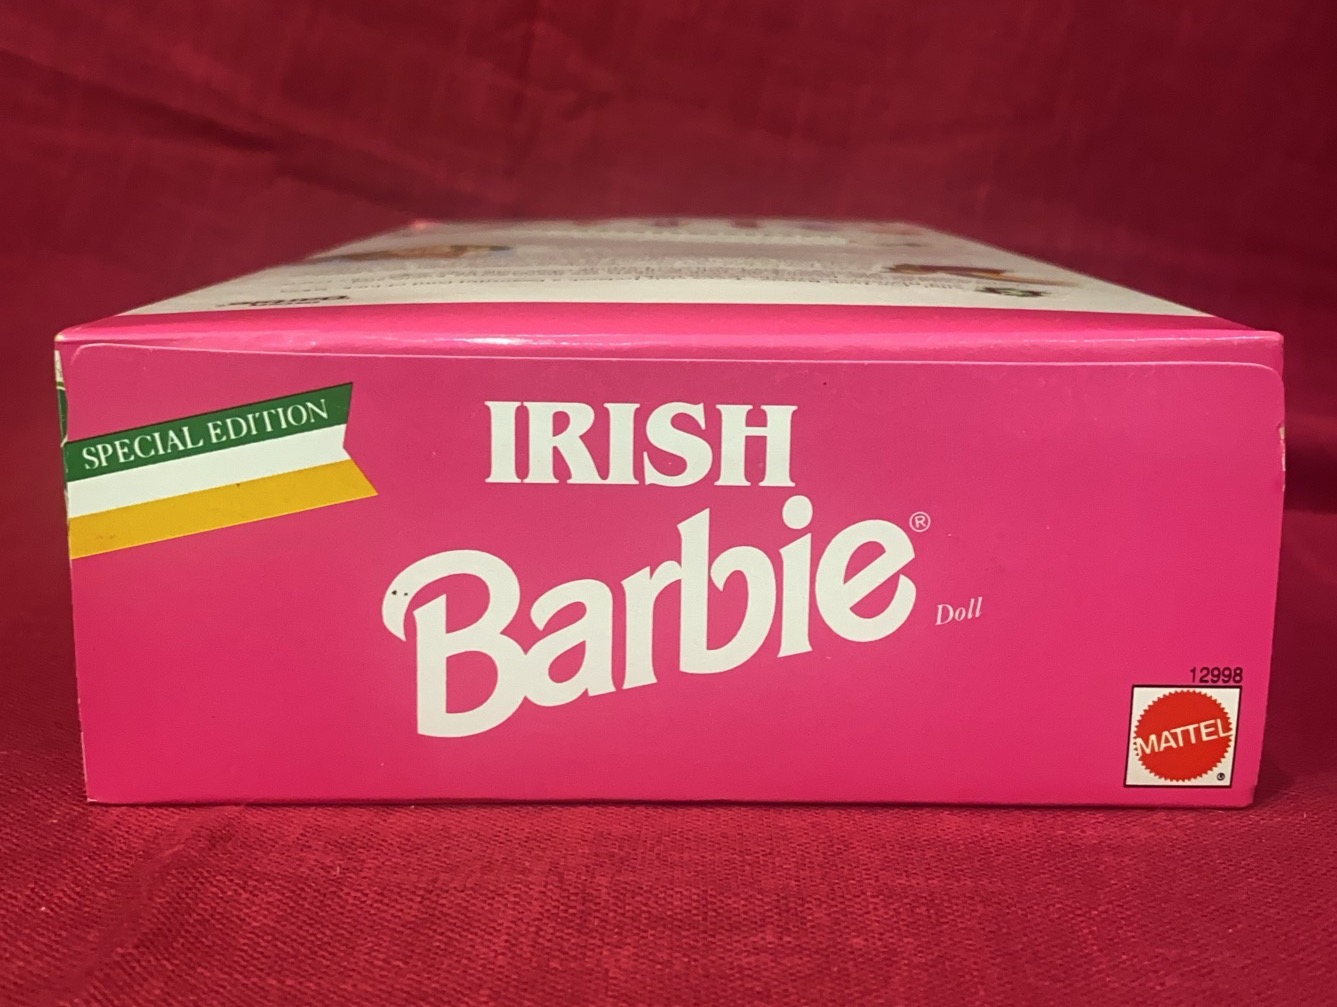 SPECIAL EDITION
IRISH
Barbie®
Doll
12998
MATTEL